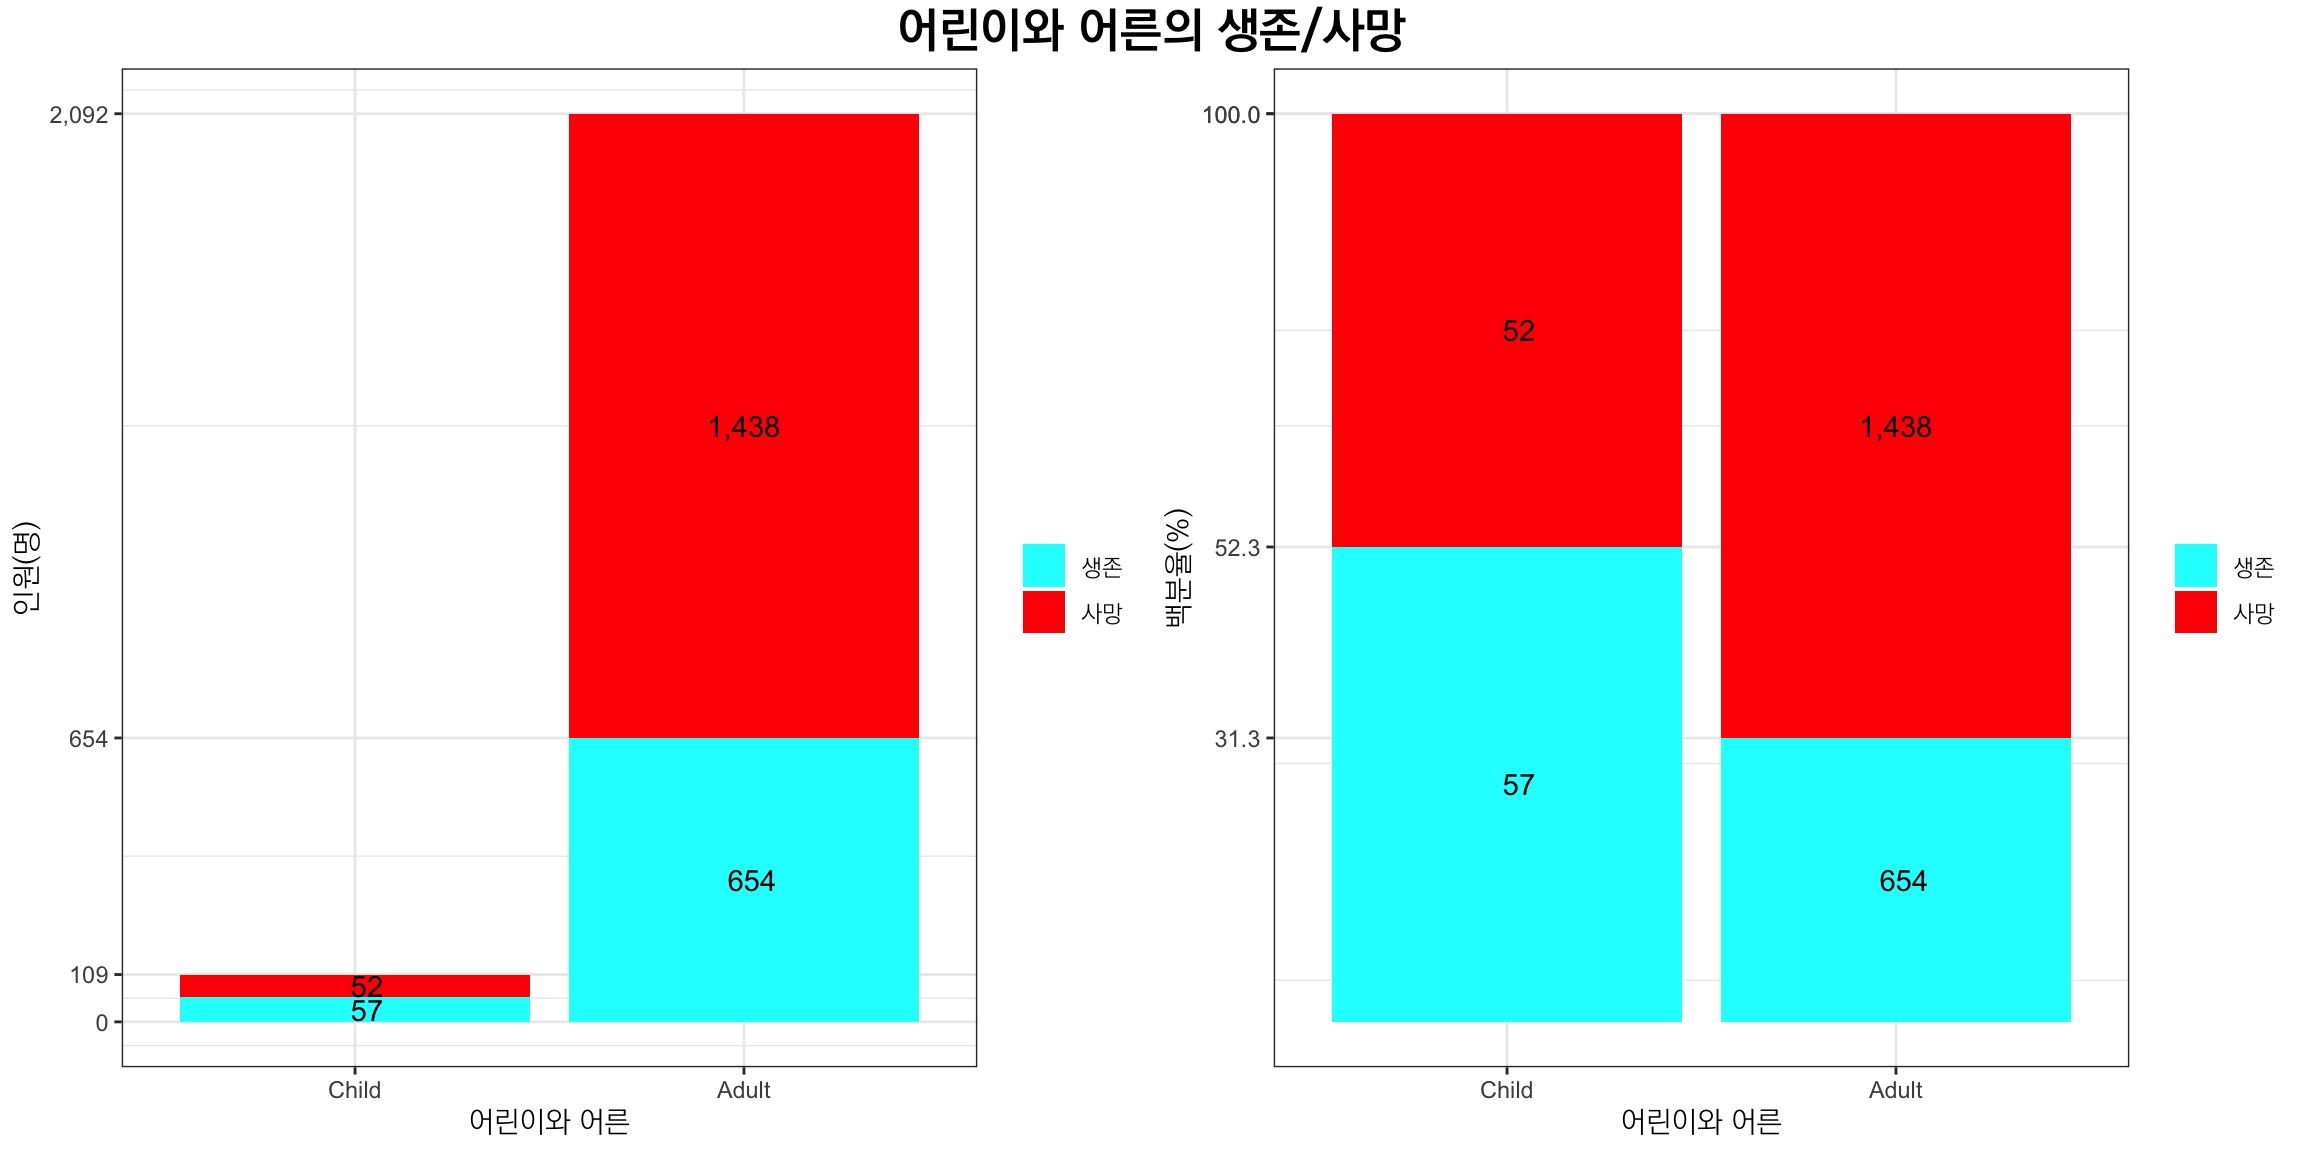 어린이와 어른의 생존/사망
인원(명)
2,092
654
109
0
1,438
654
52
57
Child
Adult
어린이와 어른
생존
사망
백분율(%)
100.0
52.3
31.3
52
1,438
57
654
Child
Adult
어린이와 어른
생존
사망